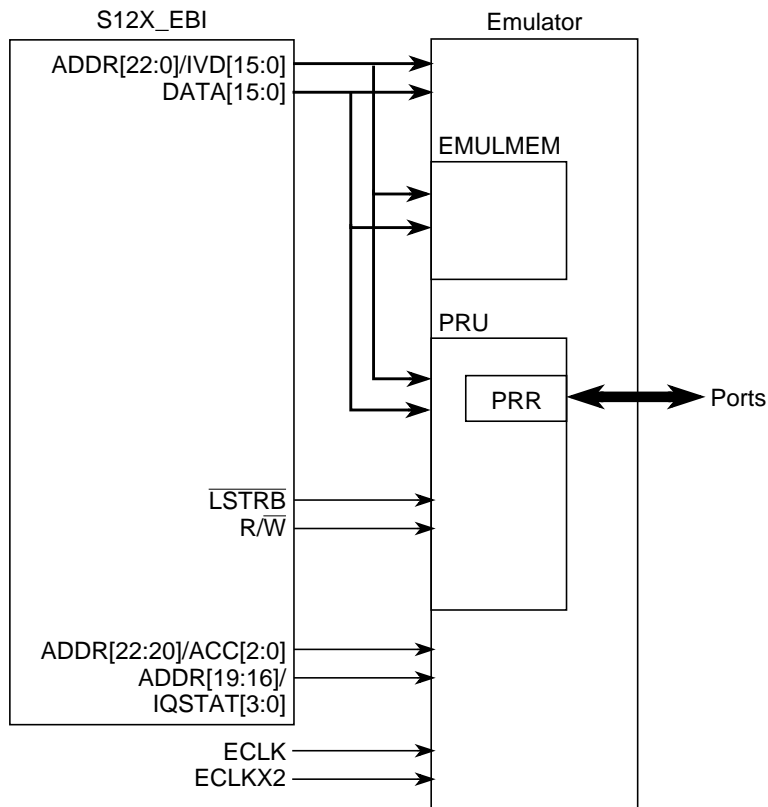 S12X_EBI
Emulator
ADDR[22:0]/IVD[15:0]
DATA[15:0]
EMULMEM
PRU
PRR
Ports
LSTRB
R/W
ADDR[22:20]/ACC[2:0]
ADDR[19:16]/
IQSTAT[3:0]
ECLK
ECLKX2